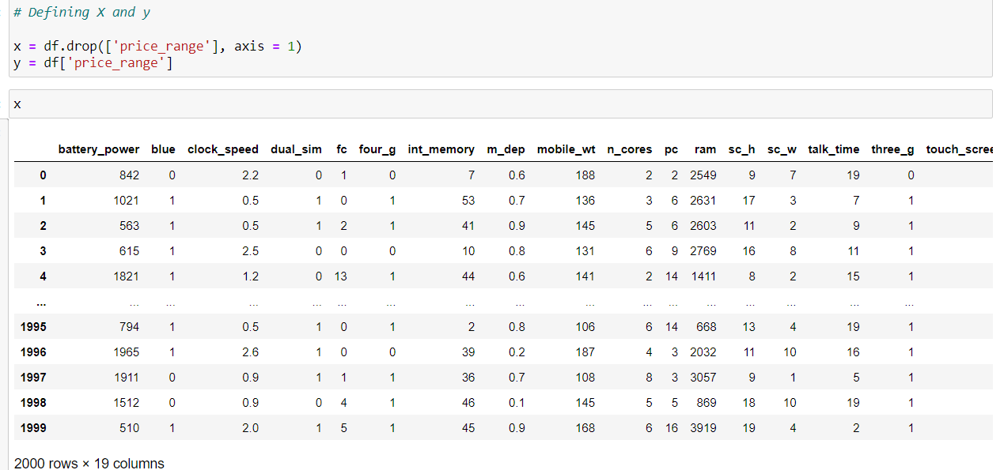 # Defining X and y
x = df.drop(['price_range'], axis = 1)
y = df['price_range']
x
battery_power blue clock_speed dual_sim fc four_g int_memory m_dep mobile_wt n_cores pc ram sc_h sc_w talk_time three_g touch_scree
0 842 0 2.2 0 1 0 7 0.6 188 2 2 2549 9 7 19 0
1 1021 1 0.5 1 0 1 53 0.7 136 3 6 2631 17 3 7 1
2 563 1 0.5 1 2 1 41 0.9 145 5 6 2603 11 2 9 1
3 615 1 2.5 0 0 0 10 0.8 131 6 9 2769 16 8 11 1
4 1821 1 1.2 0 13 1 44 0.6 141 2 14 1411 8 2 15 1
... ... ... ... ... ... ... ... ... ... ... ... ... ... ... ... ...
1995 794 1 0.5 1 0 1 2 0.8 106 6 14 668 13 4 19 1
1996 1965 1 2.6 1 0 0 39 0.2 187 4 3 2032 11 10 16 1
1997 1911 0 0.9 1 1 1 36 0.7 108 8 3 3057 9 1 5 1
1998 1512 0 0.9 0 4 1 46 0.1 145 5 5 869 18 10 19 1
1999 510 1 2.0 1 5 1 45 0.9 168 6 16 3919 19 4 2 1
2000 rows × 19 columns